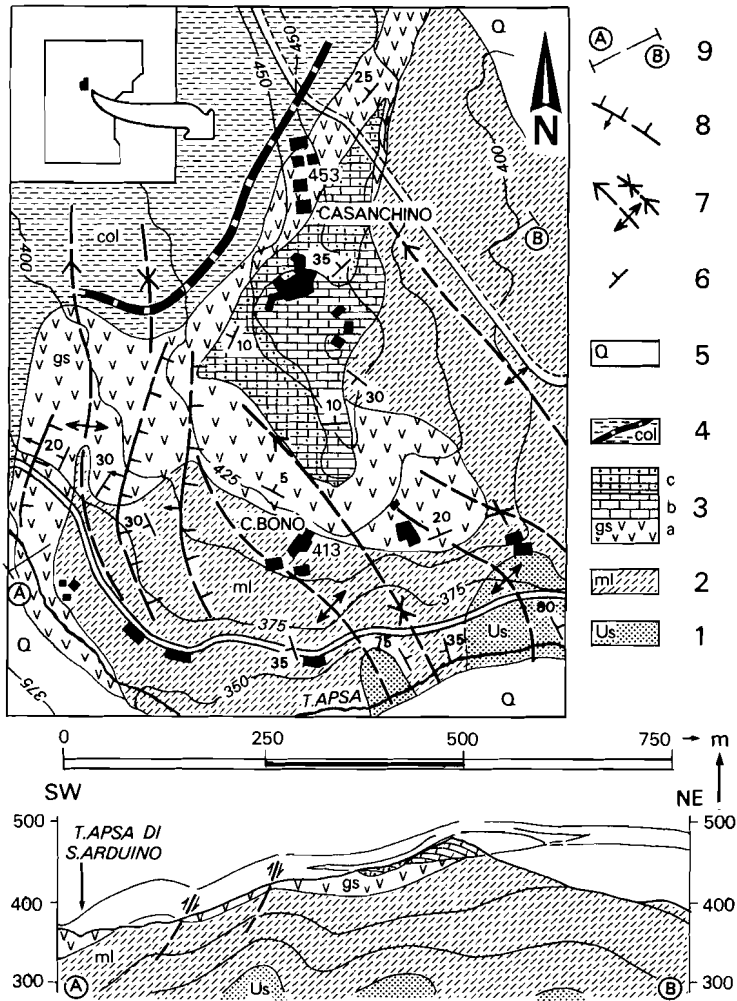 Q
450
450
25
N
A
B
9
8
7
6
Q
5
col
4
c
b
3
gs
a
ml
2
Us
1
453
CASANCHINO
400
B
col
400
35
gs
10
10
30
20
30
425
5
30
C.BONO
413
20
ml
375
375
A
80
Us
35
75
35
Q
375
350
T.APSA
Q
0
250
500
750
m
SW
NE
500
T.APSA DI
S.ARDUINO
500
400
gs
400
ml
300
A
Us
B
300